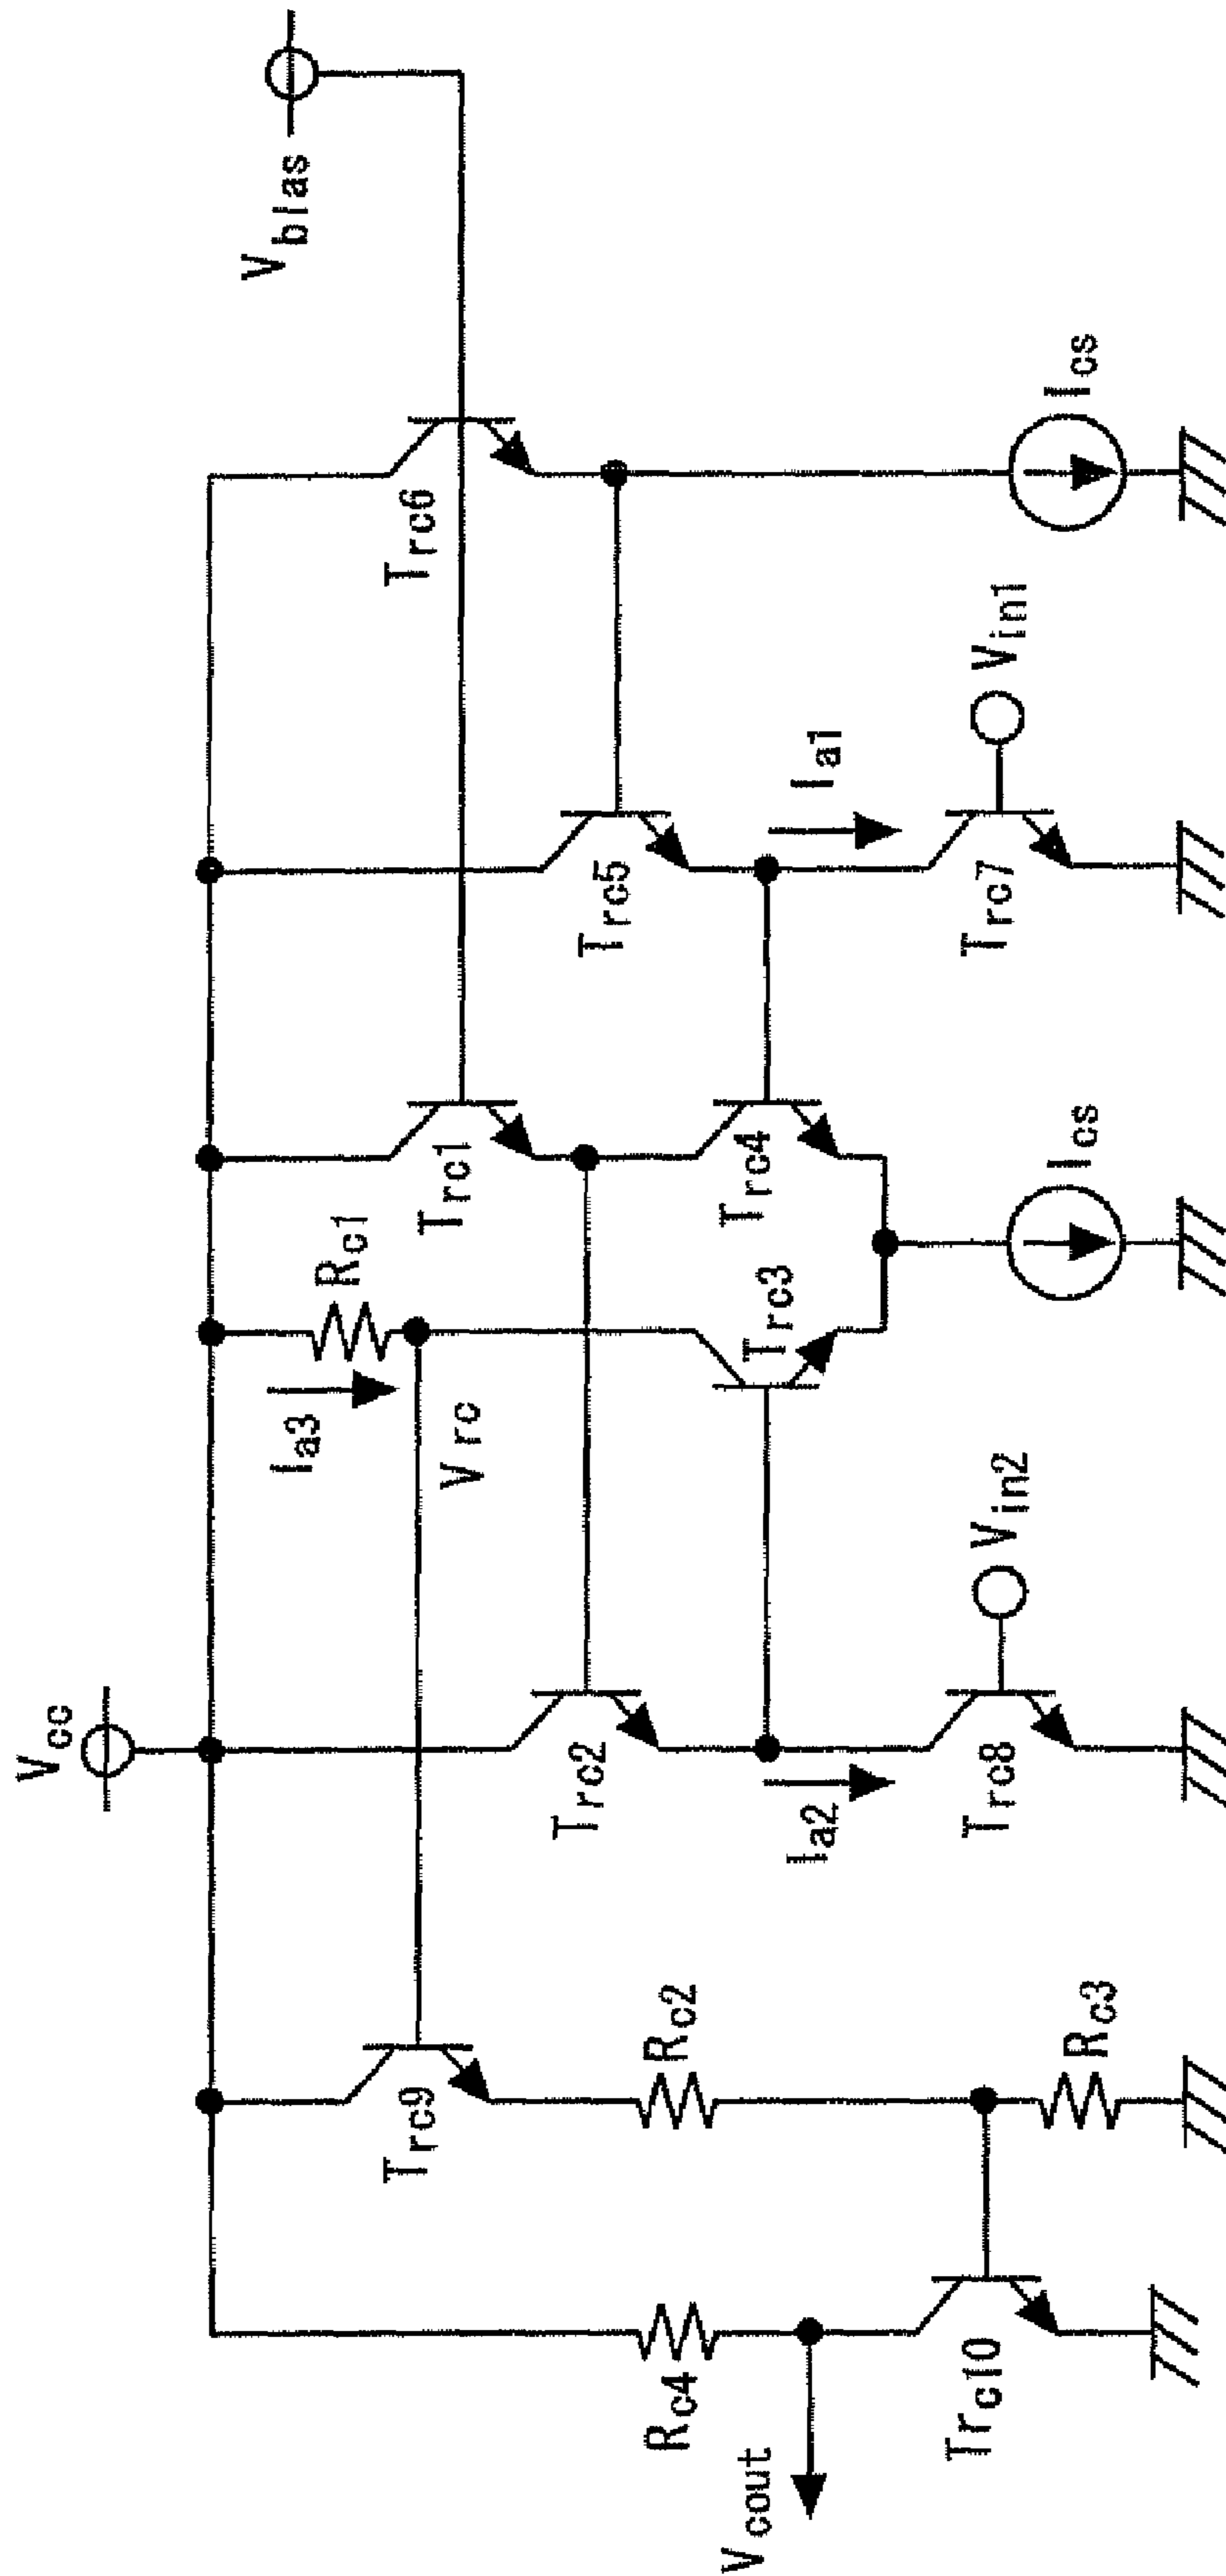 Vcc
Vbias
Ia3
Rc1
Trc9
Trc6
Trc1
Vrc
Trc2
Trc5
Rc4
Rc2
Trc4
Vcout
Trc3
Ia2
Ia1
Trc10
Trc8
Vin2
Trc7
Vin1
Rc3
Ics
Ics